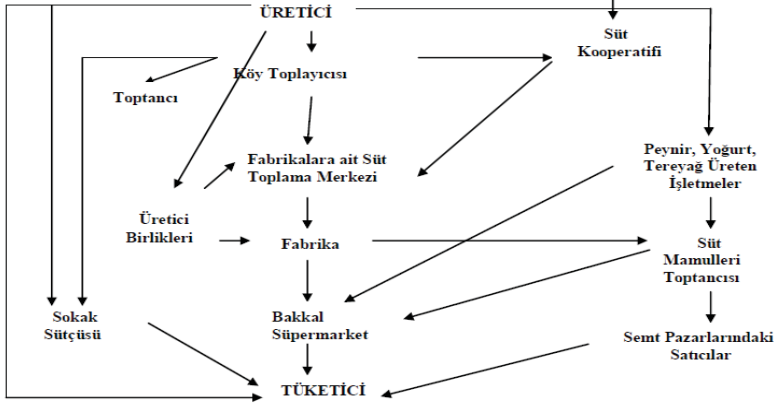 ÜRETİCİ
Süt
Kooperatifi
Köy Toplayıcısı
Toptancı
Fabrikalara ait Süt
Toplama Merkezi
Peynir, Yoğurt,
Tereyağ Üreten
İşletmeler
Üretici
Birlikleri
Fabrika
Süt
Mamulleri
Toptancısı
Sokak
Sütçüsü
Bakkal
Süpermarket
Semt Pazarlarındaki
Satıcılar
TÜKETİCİ